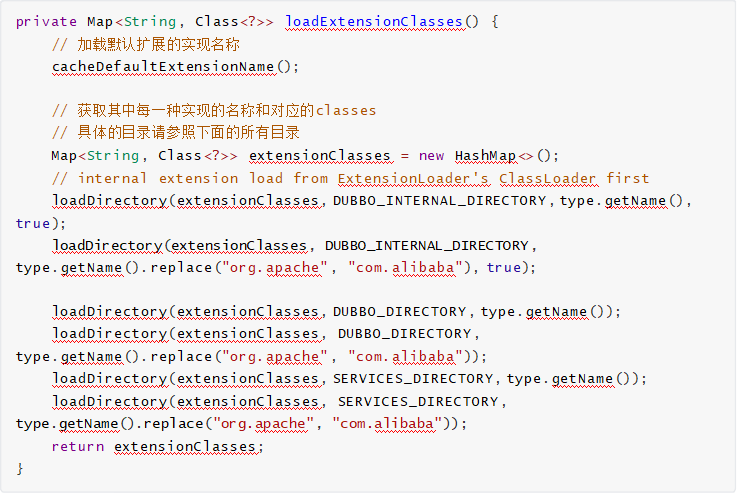 private Map<String, Class<?>> loadExtensionClasses() {
// 加载默认扩展的实现名称
cacheDefaultExtensionName();
// 获取其中每一种实现的名称和对应的classes
// 具体的目录请参照下面的所有目录
Map<String, Class<?>> extensionClasses = new HashMap<>();
// internal extension load from ExtensionLoader's ClassLoader first
loadDirectory(extensionClasses, DUBBO_INTERNAL_DIRECTORY, type.getName(),
true);
loadDirectory(extensionClasses, DUBBO_INTERNAL_DIRECTORY,
type.getName().replace("org.apache", "com.alibaba"), true);
loadDirectory(extensionClasses, DUBBO_DIRECTORY, type.getName());
loadDirectory(extensionClasses, DUBBO_DIRECTORY,
type.getName().replace("org.apache", "com.alibaba"));
loadDirectory(extensionClasses, SERVICES_DIRECTORY, type.getName());
loadDirectory(extensionClasses, SERVICES_DIRECTORY,
type.getName().replace("org.apache", "com.alibaba"));
return extensionClasses;
}